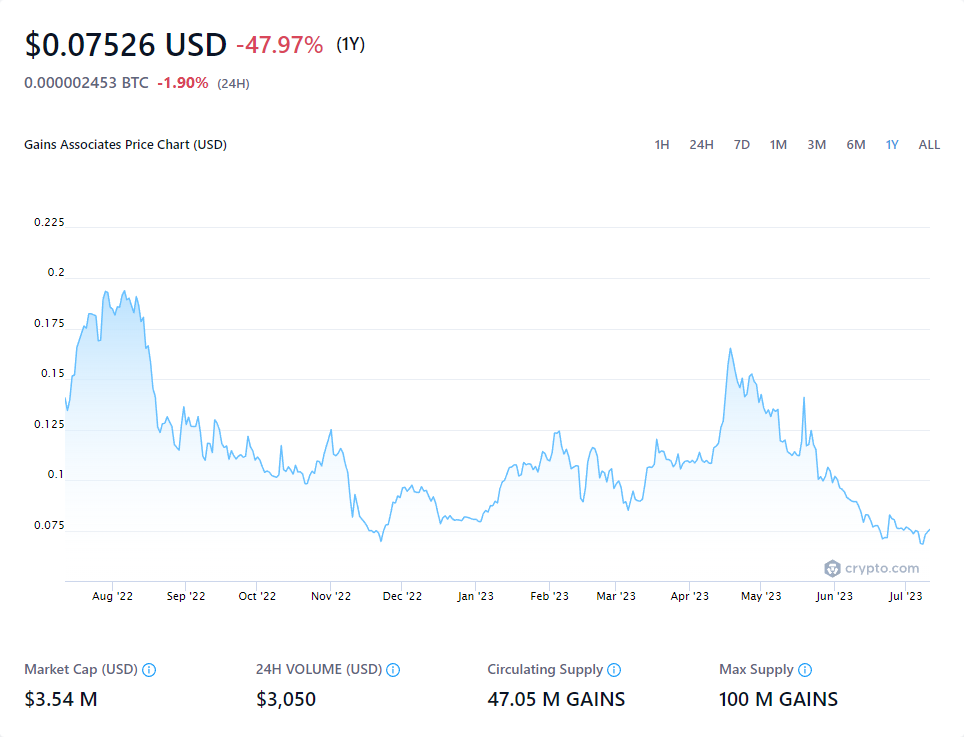 $0.07526 USD -47.97% (1Y)
0.000002453 BTC -1.90% (24H)
Gains Associates Price Chart (USD) 1H 24H 7D 1M 3M 6M 1Y ALL
0.225
0.2
0.175
0.15
0.125
0.1
0.075
crypto.com
Aug '22 Sep '22 Oct '22 Nov '22 Dec '22 Jan '23 Feb '23 Mar '23 Apr '23 May '23 Jun '23 Jul '23
Market Cap (USD) 24H VOLUME (USD) Circulating Supply Max Supply
$3.54 M $3,050 47.05 M GAINS 100 M GAINS